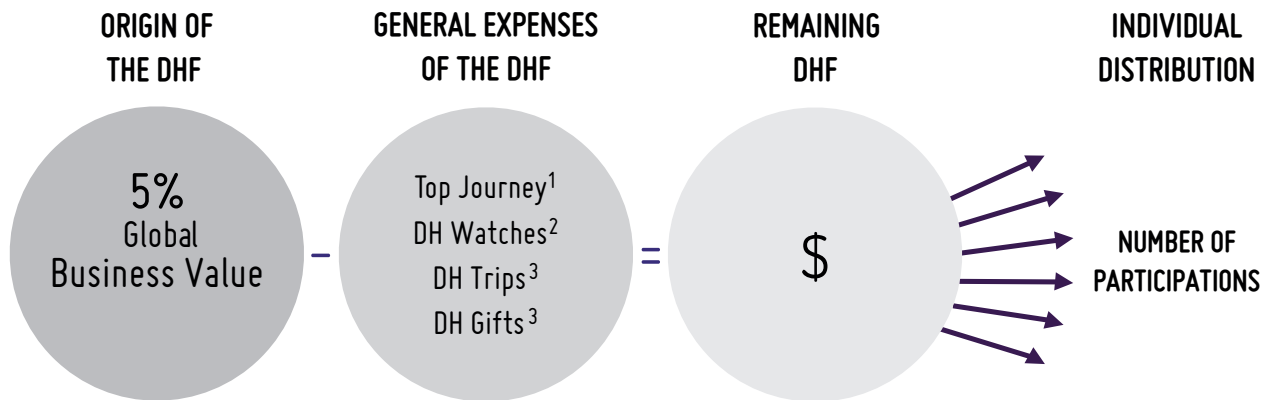 ORIGIN OF
THE DHF
GENERAL EXPENSES
OF THE DHF
REMAINING
DHF
INDIVIDUAL
DISTRIBUTION
5%
Global
Business Value
–
Top Journey¹
DH Watches²
DH Trips³
DH Gifts³
=
$
NUMBER OF
PARTICIPATIONS